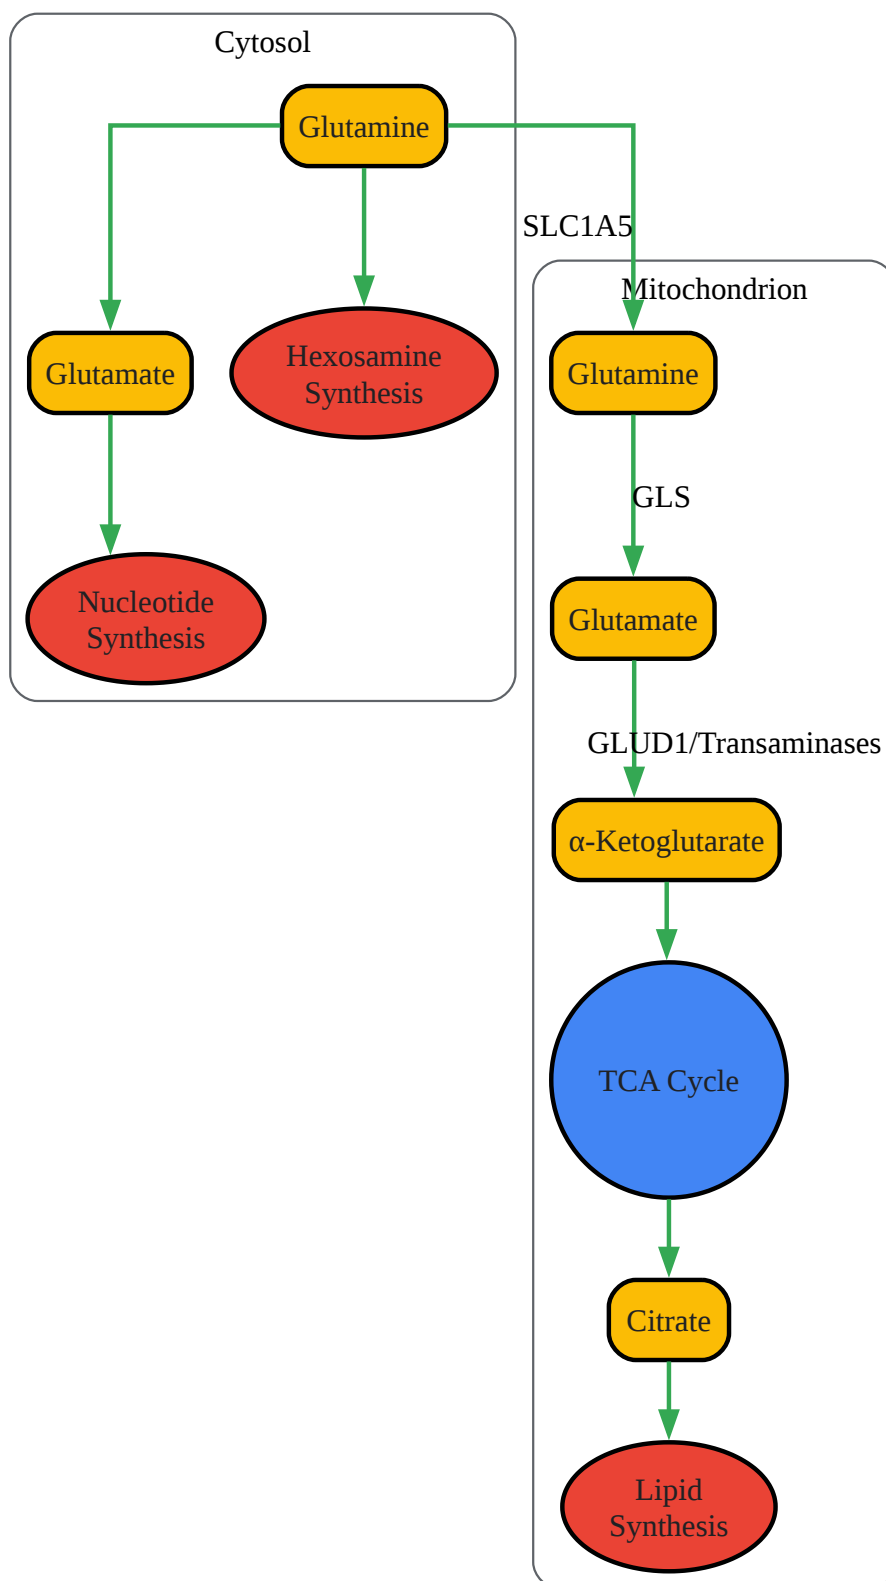 Cytosol
Glutamine
SLC1A5
Mitochondrion
Glutamate
Hexosamine
Synthesis
Glutamine
GLS
Nucleotide
Synthesis
Glutamate
GLUD1/Transaminases
α-Ketoglutarate
TCA Cycle
Citrate
Lipid
Synthesis